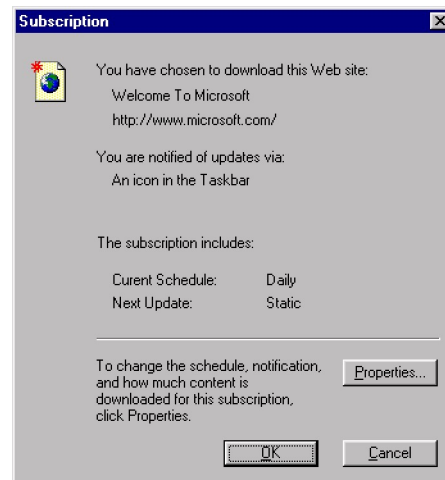 Subscription
You have chosen to download this Web site:
Welcome To Microsoft
http://www.microsoft.com/
You are notified of updates via:
An icon in the Taskbar
The subscription includes:
Curent Schedule: Daily
Next Update: Static
To change the schedule, notification,
and how much content is
downloaded for this subscription,
click Properties.
Properties...
OK
Cancel